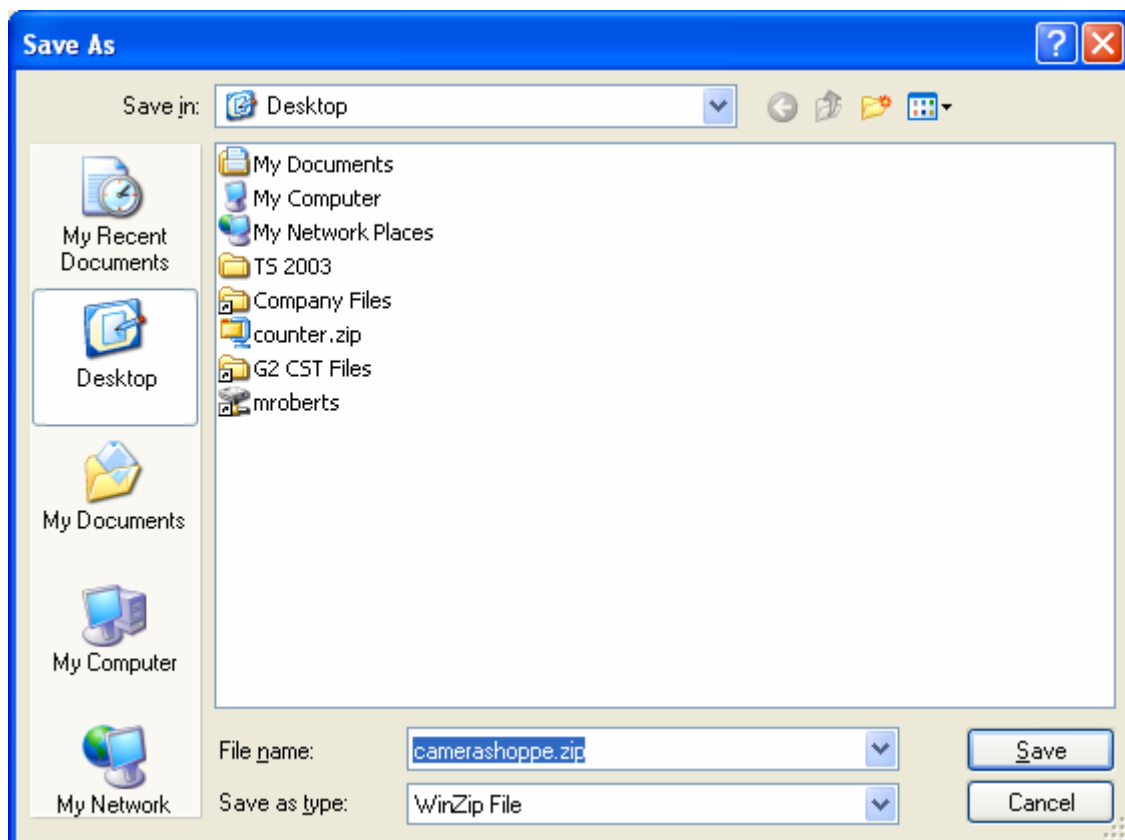 Save As
Save in:
Desktop
My Recent
Documents
Desktop
My Documents
My Computer
My Network
My Documents
My Computer
My Network Places
TS 2003
Company Files
counter.zip
G2 CST Files
mroberts
File name:
camerashoppe.zip
Save
Save as type:
WinZip File
Cancel